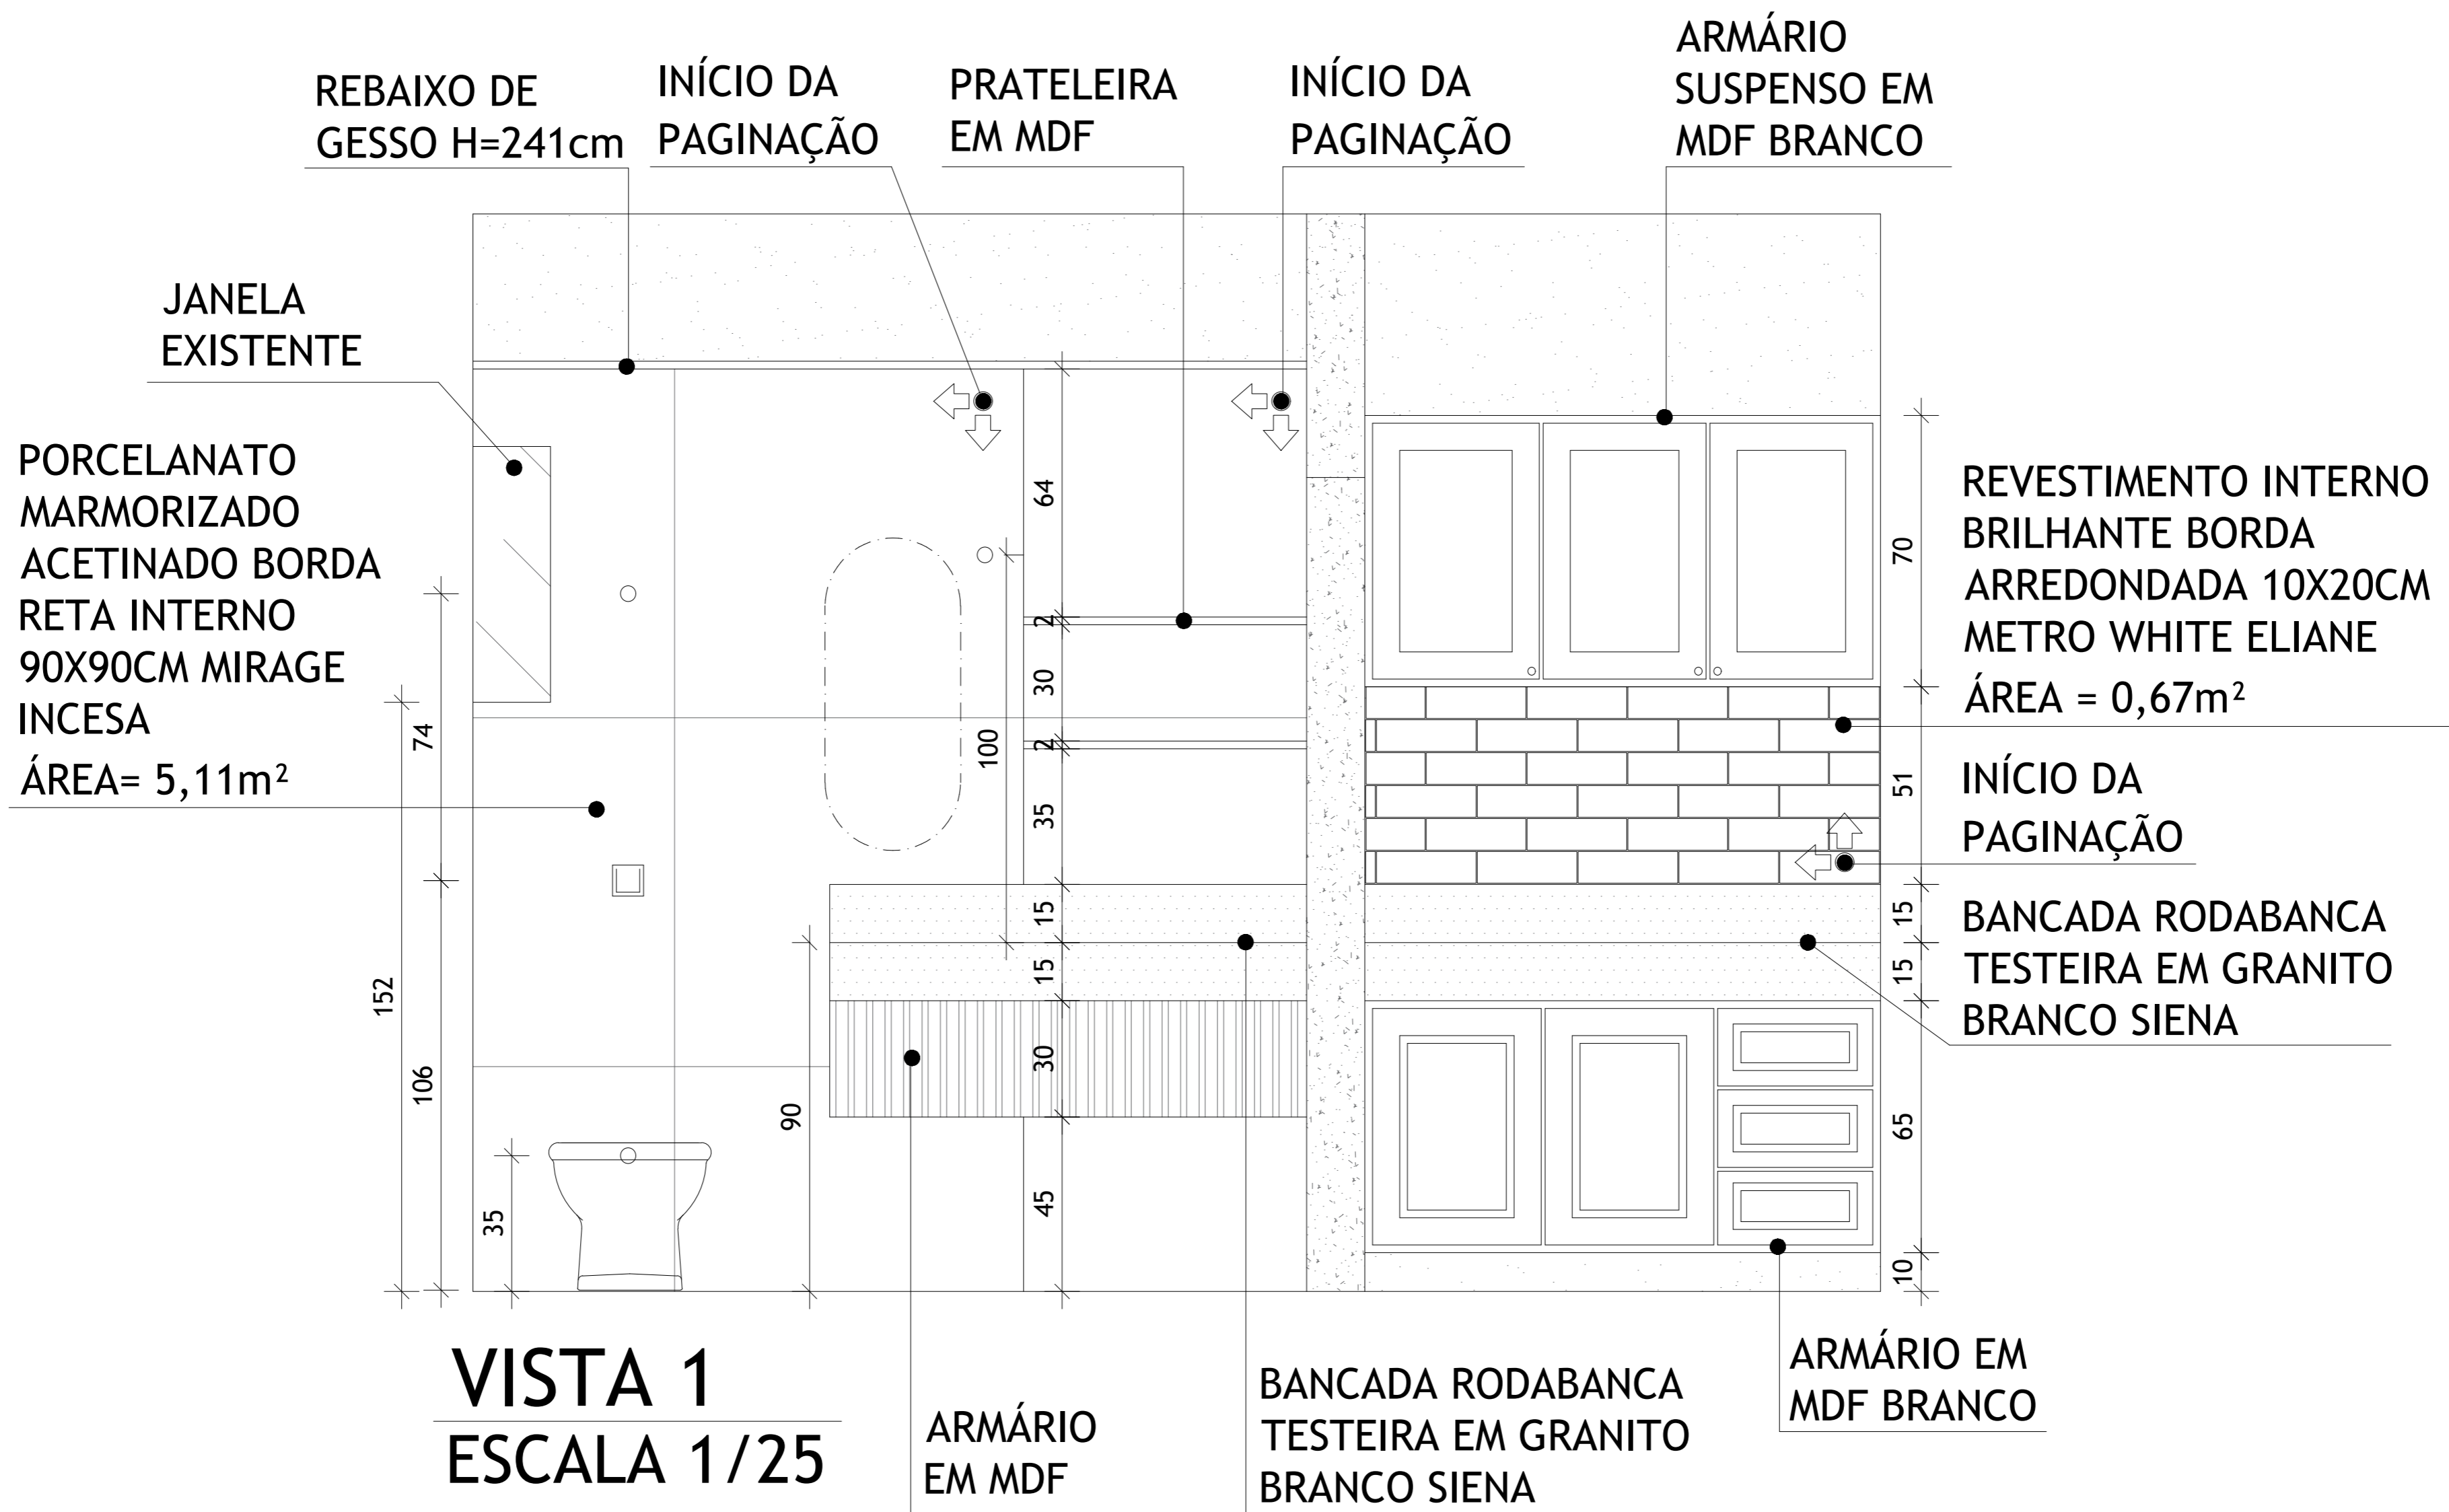 REBAIXO DE
GESSO H=241cm
INÍCIO DA
PAGINAÇÃO
PRATELEIRA
EM MDF
INÍCIO DA
PAGINAÇÃO
ARMÁRIO
SUSPENSO EM
MDF BRANCO
JANELA
EXISTENTE
PORCELANATO
MARMORIZADO
ACETINADO BORDA
RETA INTERNO
90X90CM MIRAGE
INCESA
ÁREA= 5,11m²
152
74
106
35
90
100
64
2
30
2
35
15
15
30
45
70
51
15
15
65
10
REVESTIMENTO INTERNO
BRILHANTE BORDA
ARREDONDADA 10X20CM
METRO WHITE ELIANE
ÁREA = 0,67m²
INÍCIO DA
PAGINAÇÃO
BANCADA RODABANCA
TESTEIRA EM GRANITO
BRANCO SIENA
VISTA 1
ESCALA 1/25
ARMÁRIO
EM MDF
BANCADA RODABANCA
TESTEIRA EM GRANITO
BRANCO SIENA
ARMÁRIO EM
MDF BRANCO